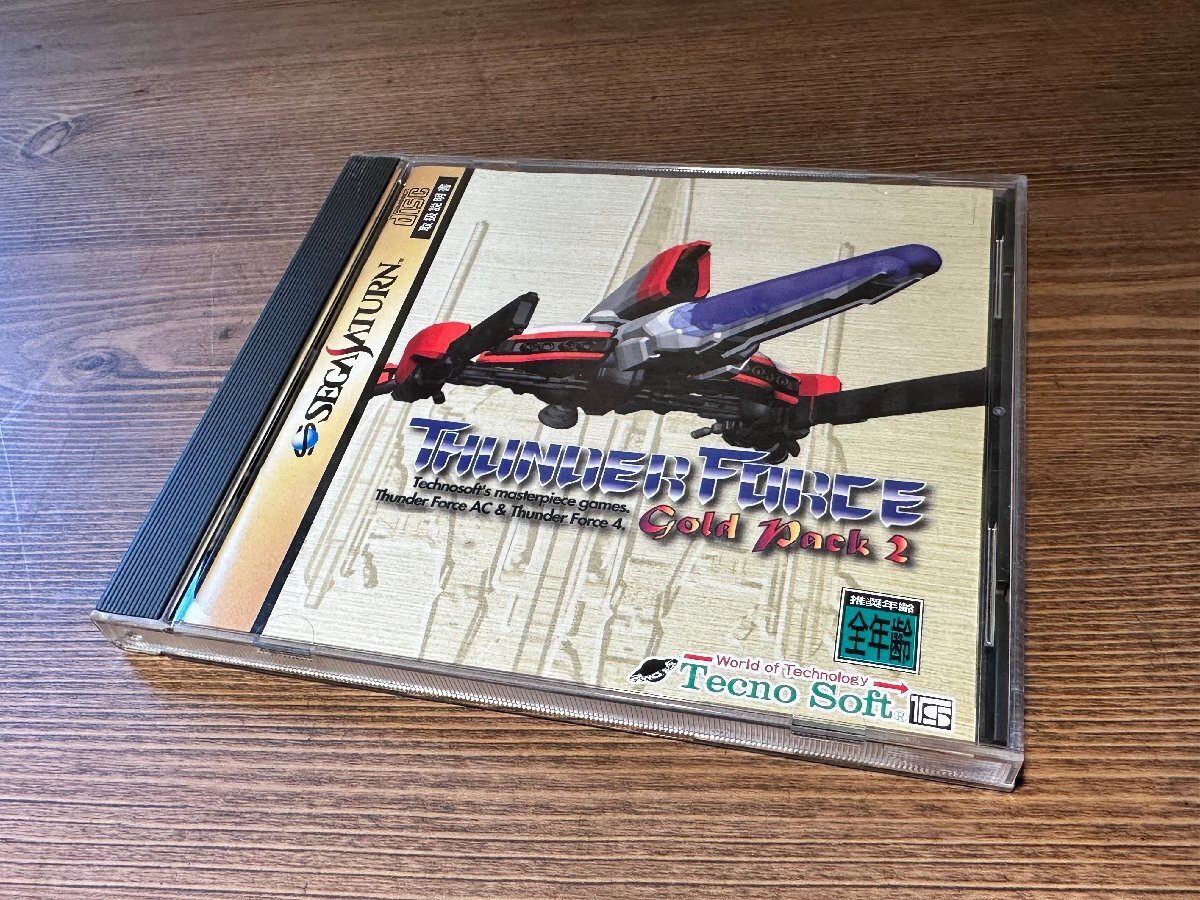 disc
取扱説明書
SEGA SATURN™
THUNDER FORCE
Technosoft's masterpiece games.
Thunder Force AC & Thunder Force 4.
Gold Pack 2
推奨年齢
全年齢
World of Technology
Tecno Soft®